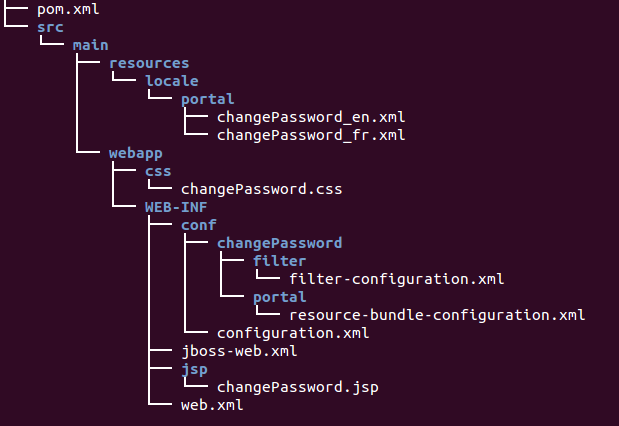 pom.xml
src
main
resources
locale
portal
changePassword_en.xml
changePassword_fr.xml
webapp
css
changePassword.css
WEB-INF
conf
changePassword
filter
filter-configuration.xml
portal
resource-bundle-configuration.xml
configuration.xml
jboss-web.xml
jsp
changePassword.jsp
web.xml